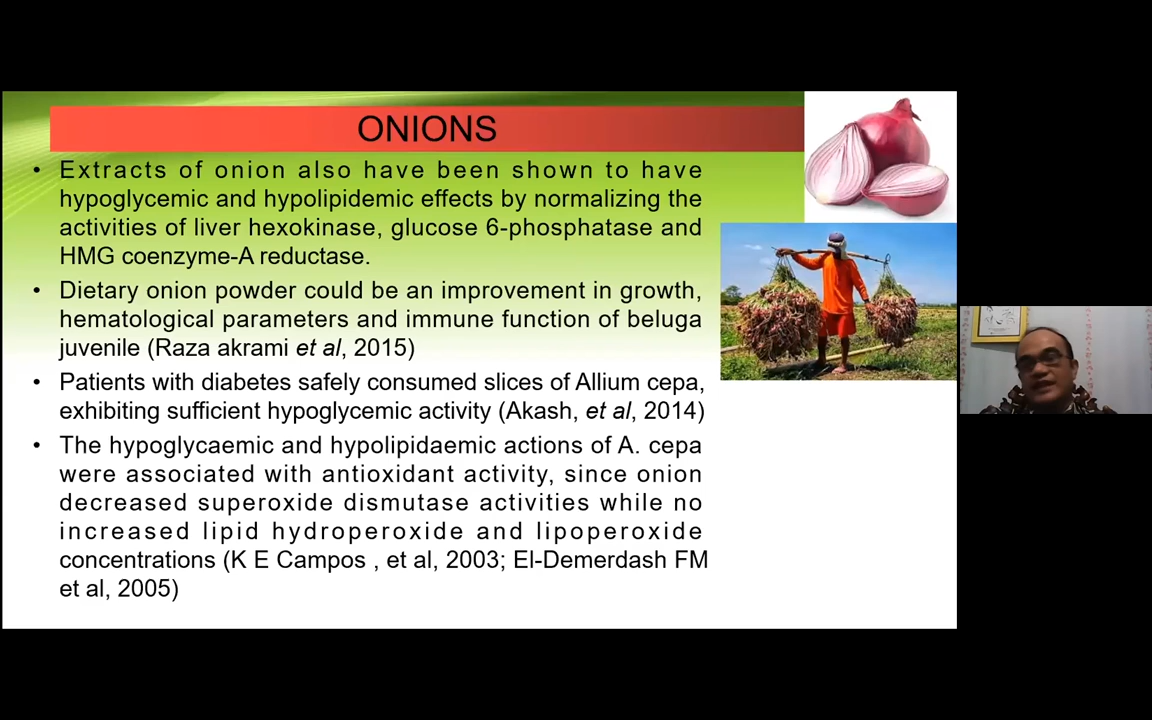 ONIONS
• Extracts of onion also have been shown to have
hypoglycemic and hypolipidemic effects by normalizing the
activities of liver hexokinase, glucose 6-phosphatase and
HMG coenzyme-A reductase.
• Dietary onion powder could be an improvement in growth,
hematological parameters and immune function of beluga
juvenile (Raza akrami et al, 2015)
• Patients with diabetes safely consumed slices of Allium cepa,
exhibiting sufficient hypoglycemic activity (Akash, et al, 2014)
• The hypoglycaemic and hypolipidaemic actions of A. cepa
were associated with antioxidant activity, since onion
decreased superoxide dismutase activities while no
increased lipid hydroperoxide and lipoperoxide
concentrations (K E Campos , et al, 2003; El-Demerdash FM
et al, 2005)